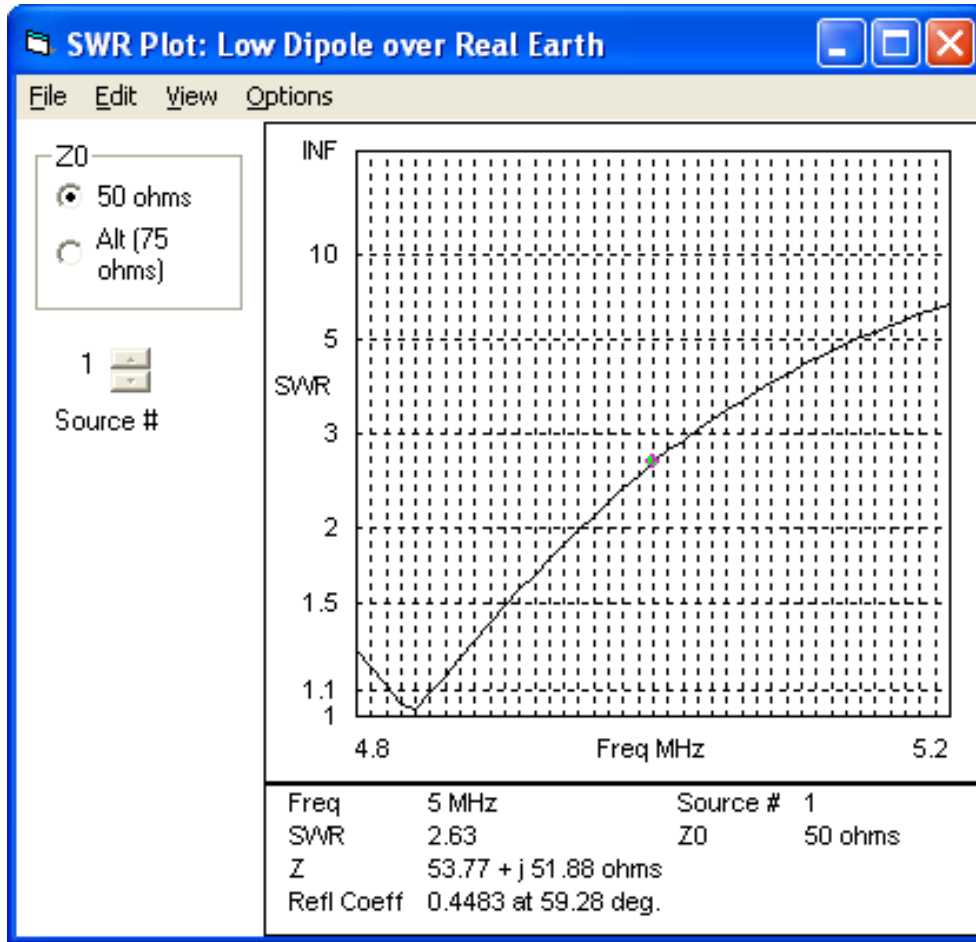 SWR Plot: Low Dipole over Real Earth
File Edit View Options
Z0
50 ohms
Alt (75
ohms)
1
Source #
INF
10
5
SWR
3
2
1.5
1.1
1
4.8 Freq MHz 5.2
Freq 5 MHz Source # 1
SWR 2.63 Z0 50 ohms
Z 53.77 + j 51.88 ohms
Refl Coeff 0.4483 at 59.28 deg.